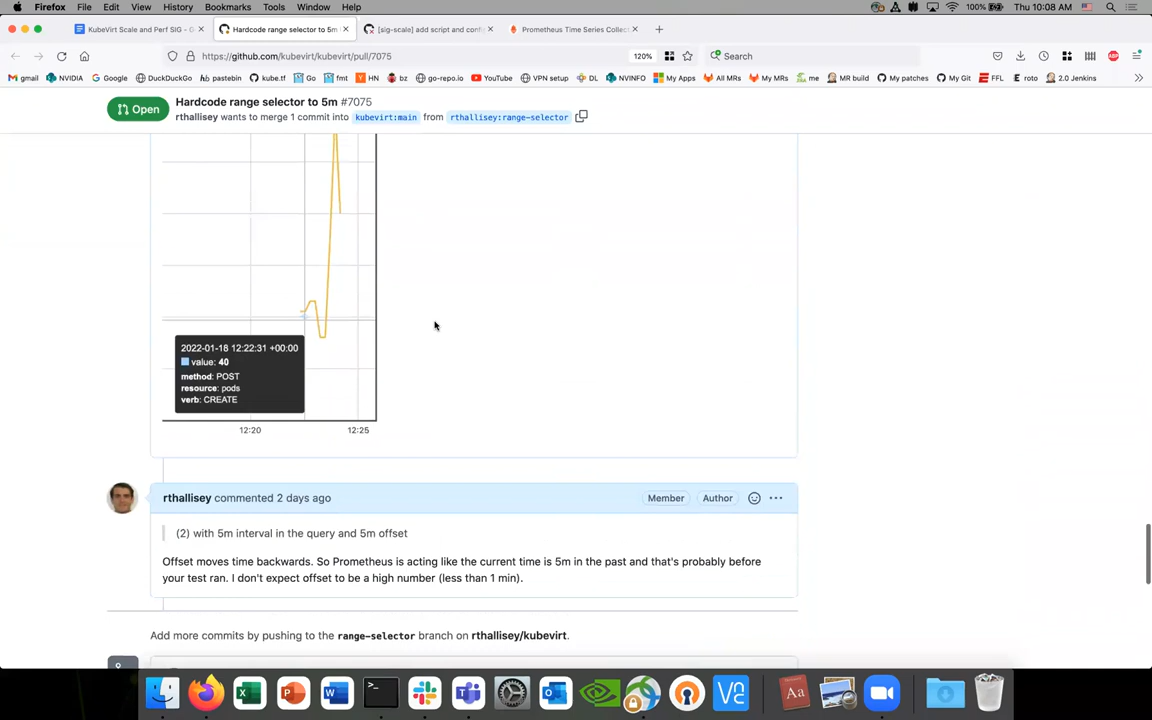 Firefox File Edit View History Bookmarks Tools Window Help 100% Thu 10:08 AM
KubeVirt Scale and Perf SIG - G Hardcode range selector to 5m [sig-scale] add script and conf Prometheus Time Series Collect
https://github.com/kubevirt/kubevirt/pull/7075 120% Search
gmail NVIDIA Google DuckDuckGo pastebin kube.tf Go fmt HN bz go-repo.io YouTube VPN setup DL NVINFO My Apps All MRs My MRs me MR build My patches My Git FFL roto 2.0 Jenkins
Open
Hardcode range selector to 5m #7075
rthallisey wants to merge 1 commit into kubevirt:main from rthallisey:range-selector
2022-01-18 12:22:31 +00:00
value: 40
method: POST
resource: pods
verb: CREATE
12:20 12:25
rthallisey commented 2 days ago Member Author
(2) with 5m interval in the query and 5m offset
Offset moves time backwards. So Prometheus is acting like the current time is 5m in the past and that's probably before
your test ran. I don't expect offset to be a high number (less than 1 min).
Add more commits by pushing to the range-selector branch on rthallisey/kubevirt.